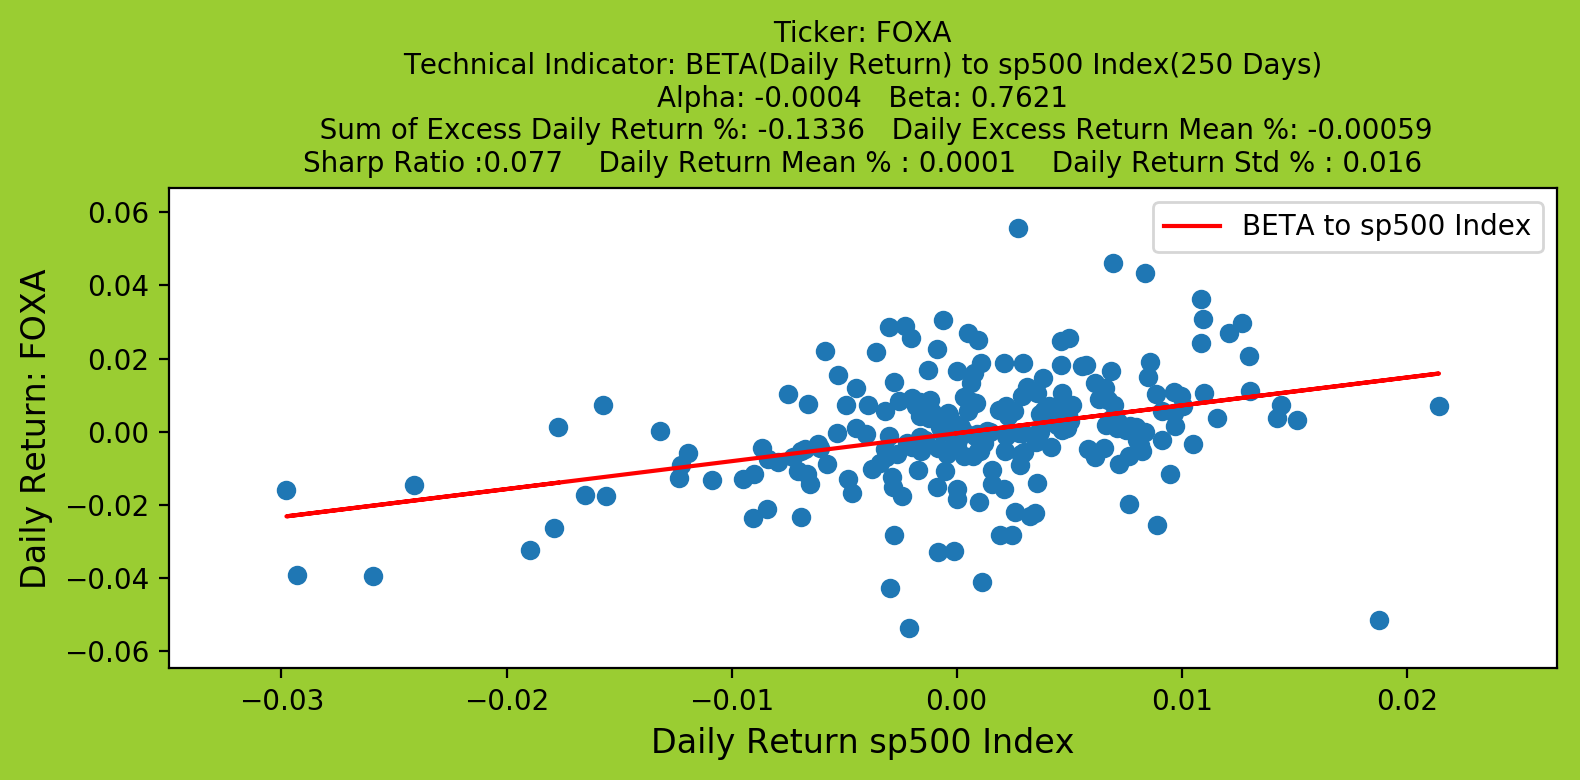 Ticker: FOXA
Technical Indicator: BETA(Daily Return) to sp500 Index(250 Days)
Alpha: -0.0004   Beta: 0.7621
Sum of Excess Daily Return %: -0.1336   Daily Excess Return Mean %: -0.00059
Sharp Ratio :0.077    Daily Return Mean % : 0.0001    Daily Return Std % : 0.016
BETA to sp500 Index
Daily Return: FOXA
0.06
0.04
0.02
0.00
−0.02
−0.04
−0.06
−0.03
−0.02
−0.01
0.00
0.01
0.02
Daily Return sp500 Index